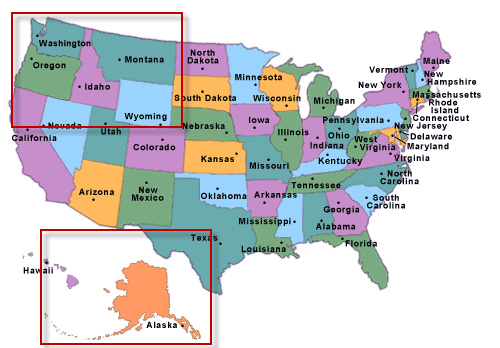 Washington
Montana
North
Dakota
Minnesota
Maine
Vermont
New
Hampshire
Oregon
Idaho
South Dakota
Wisconsin
Michigan
New York
Massachusetts
Rhode
Island
Connecticut
Wyoming
Nebraska
Iowa
Pennsylvania
New Jersey
Nevada
California
Utah
Colorado
Illinois
Indiana
Ohio
West
Virginia
Delaware
Maryland
Virginia
Kansas
Missouri
Kentucky
Arizona
New
Mexico
Oklahoma
Arkansas
Tennessee
North
Carolina
South
Carolina
Texas
Mississippi
Louisiana
Alabama
Georgia
Florida
Hawaii
Alaska